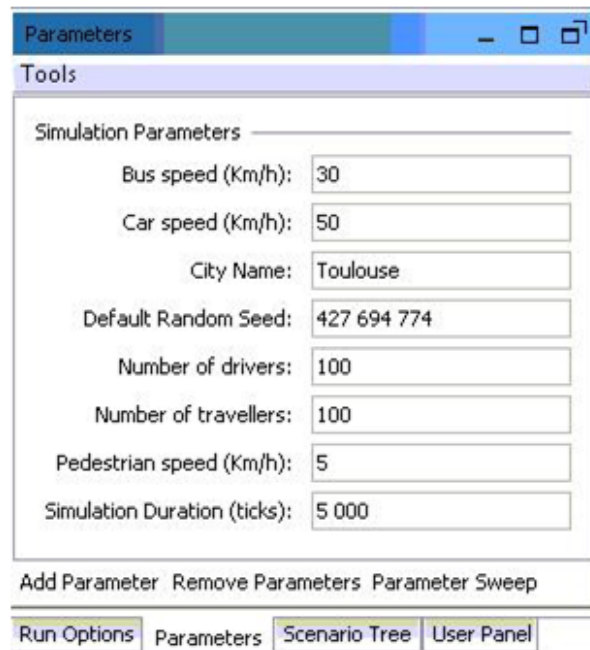 Parameters
Tools
Simulation Parameters
Bus speed (Km/h): 30
Car speed (Km/h): 50
City Name: Toulouse
Default Random Seed: 427 694 774
Number of drivers: 100
Number of travellers: 100
Pedestrian speed (Km/h): 5
Simulation Duration (ticks): 5 000
Add Parameter Remove Parameters Parameter Sweep
Run Options Parameters Scenario Tree User Panel